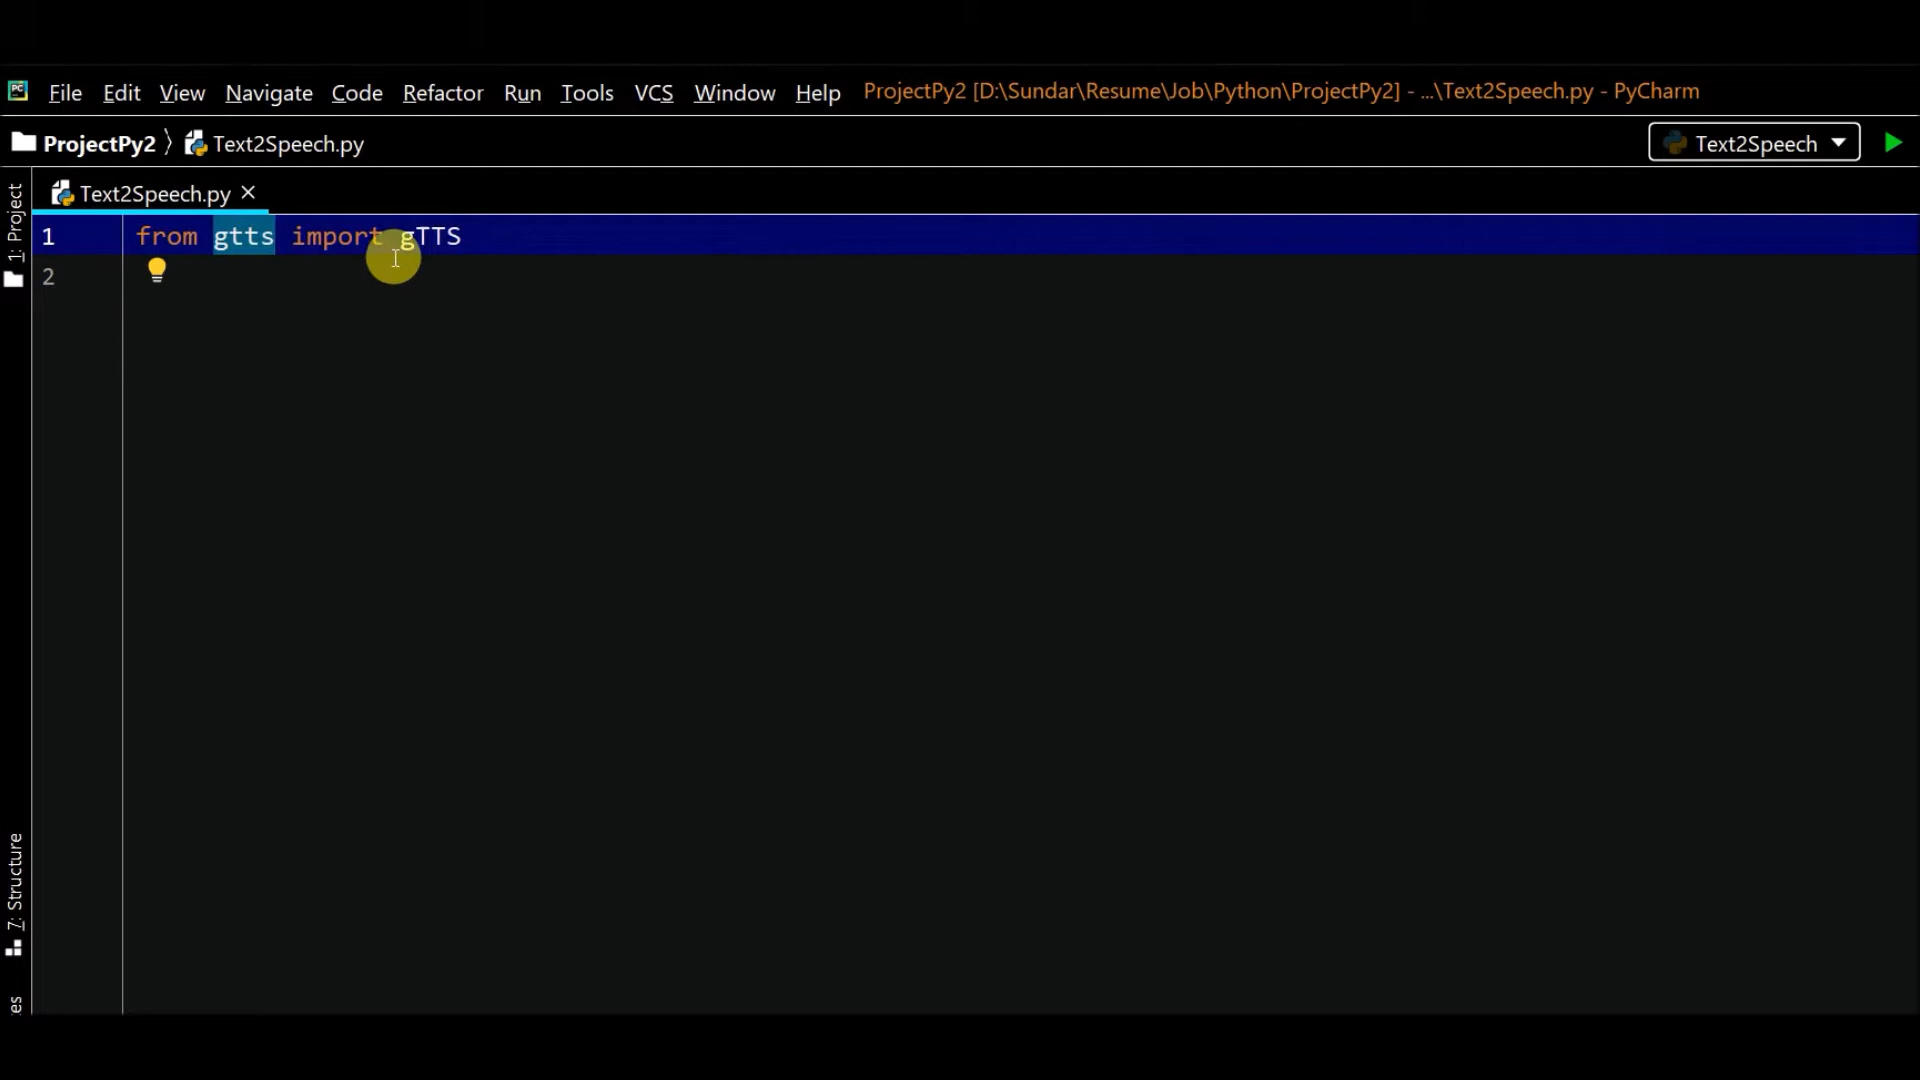 File Edit View Navigate Code Refactor Run Tools VCS Window Help ProjectPy2 [D:\Sundar\Resume\Job\Python\ProjectPy2] - ...\Text2Speech.py - PyCharm
ProjectPy2 Text2Speech.py Text2Speech
Text2Speech.py
1 from gtts import gTTS
2
1: Project
7: Structure